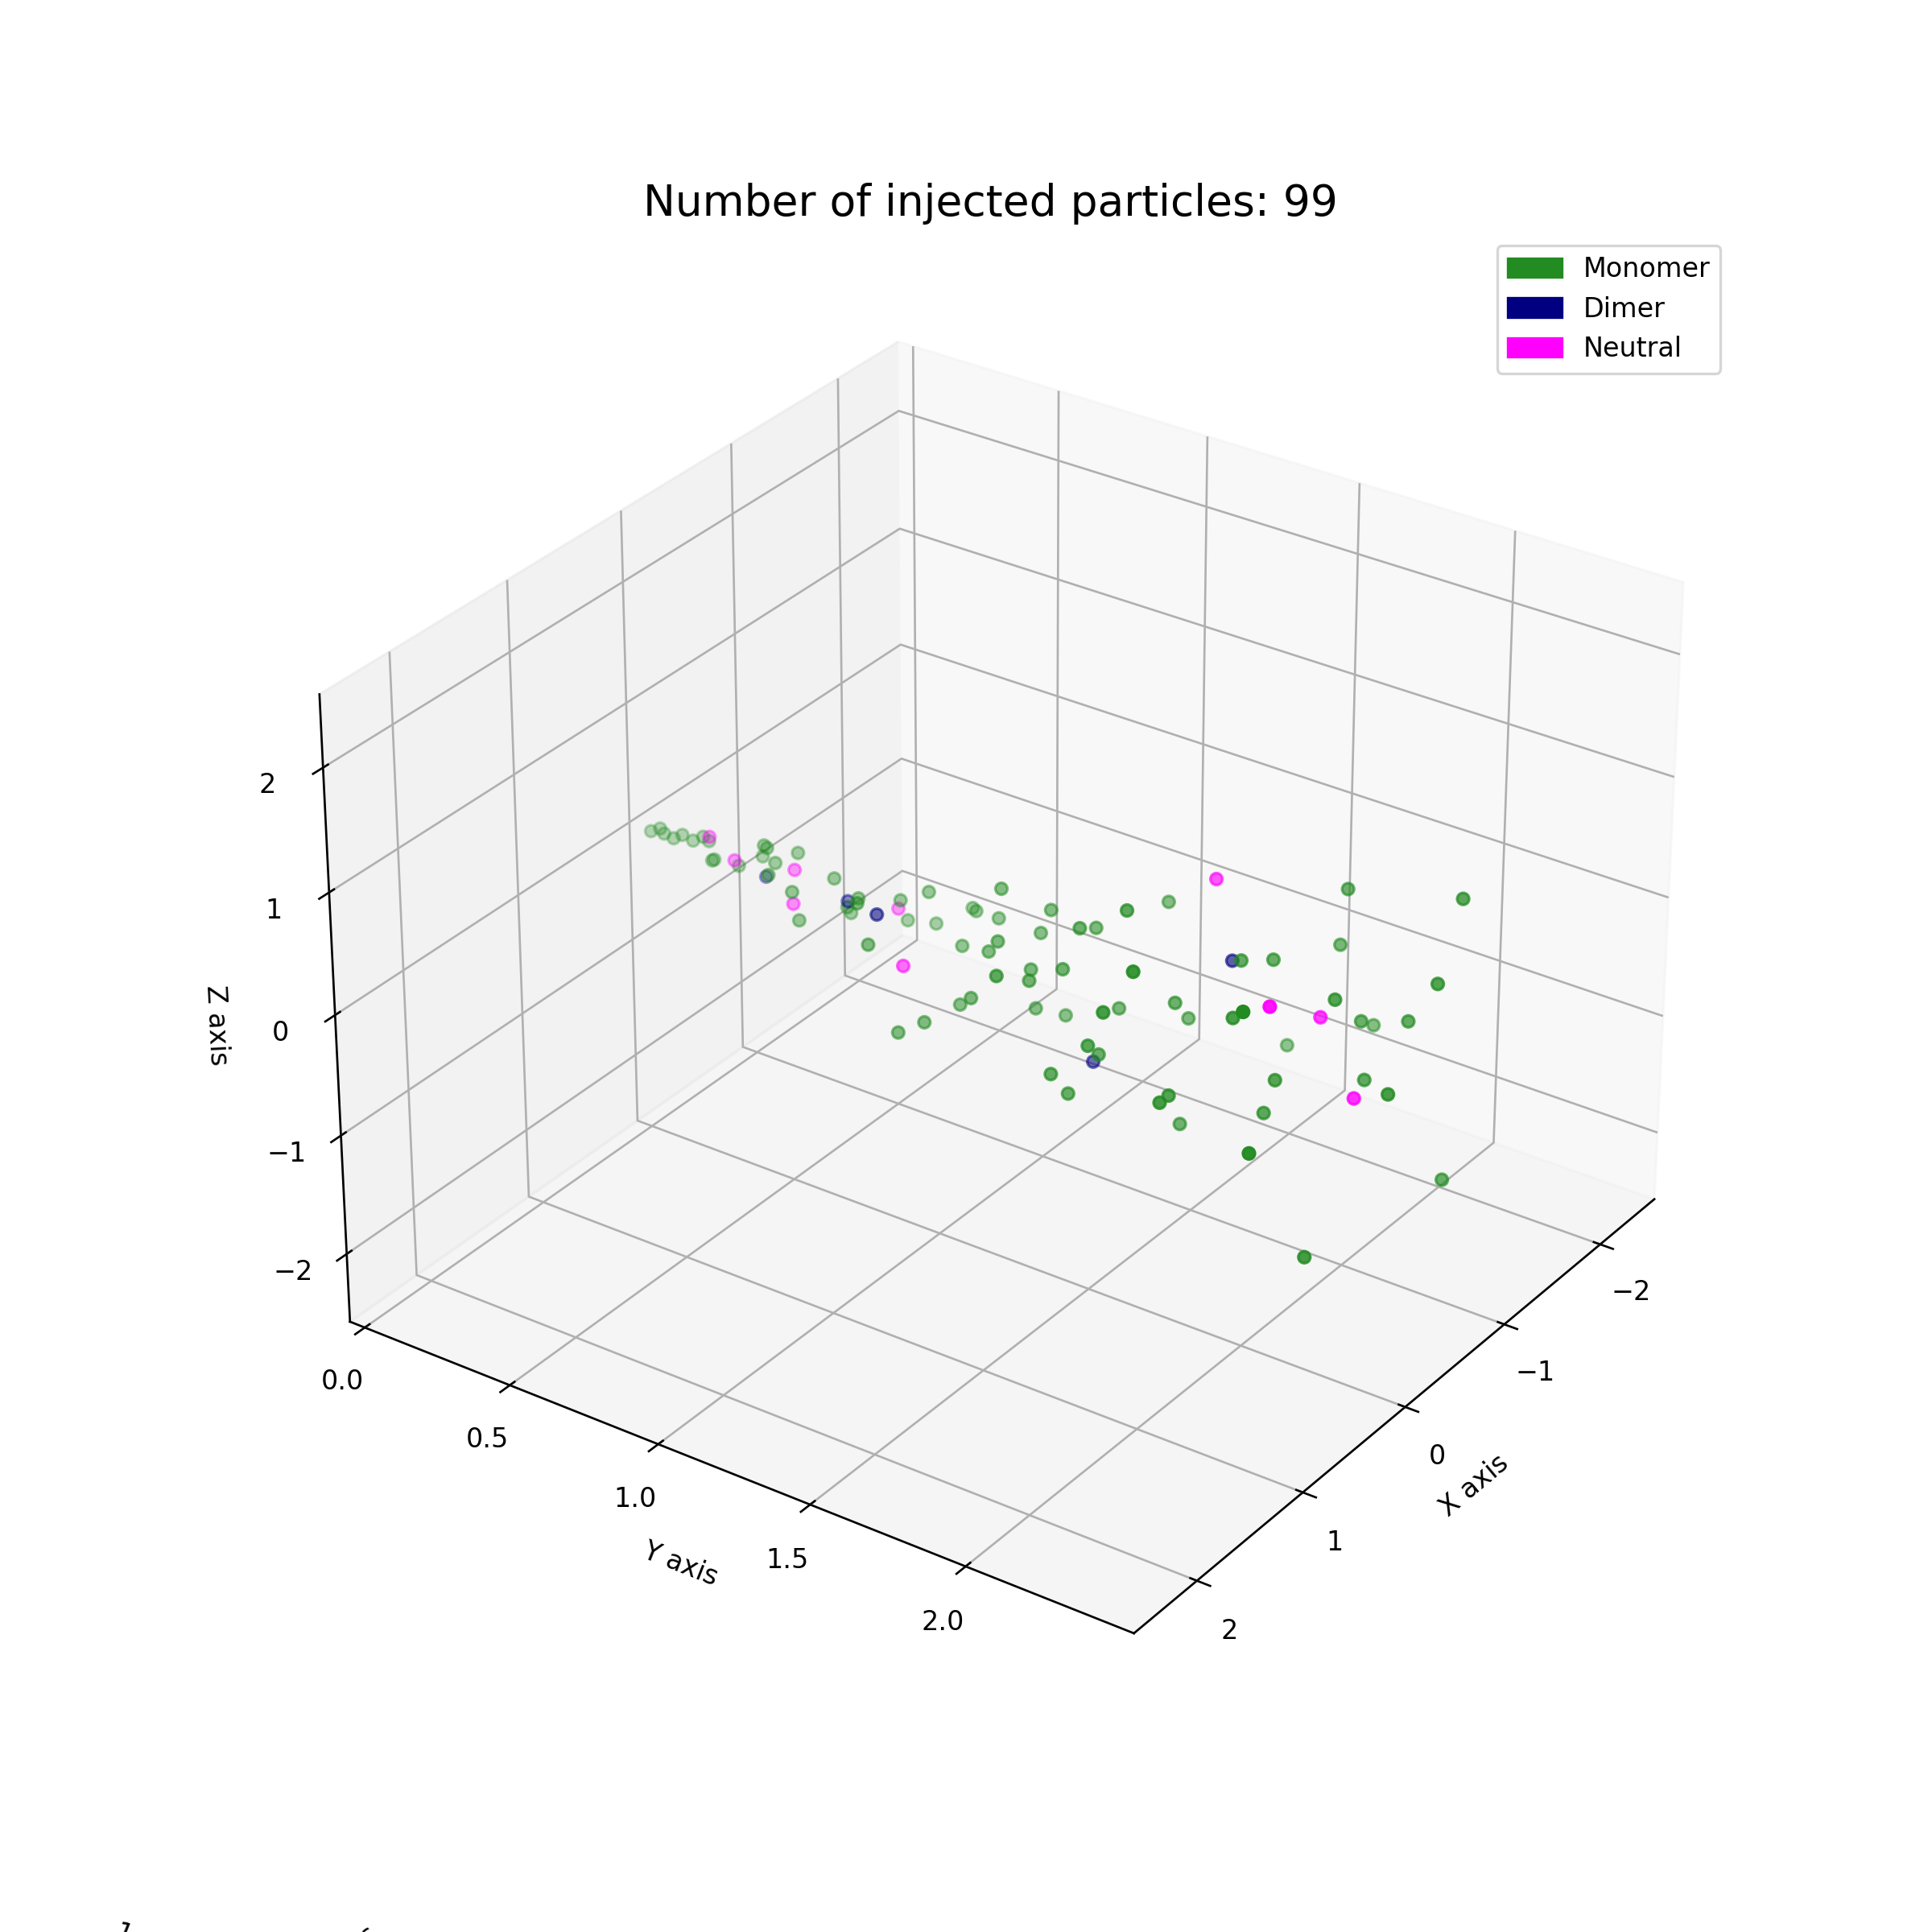 Number of injected particles: 99
Monomer
Dimer
Neutral
2
1
0
−1
−2
Z axis
0.0
0.5
1.0
1.5
2.0
Y axis
−2
−1
0
1
2
X axis